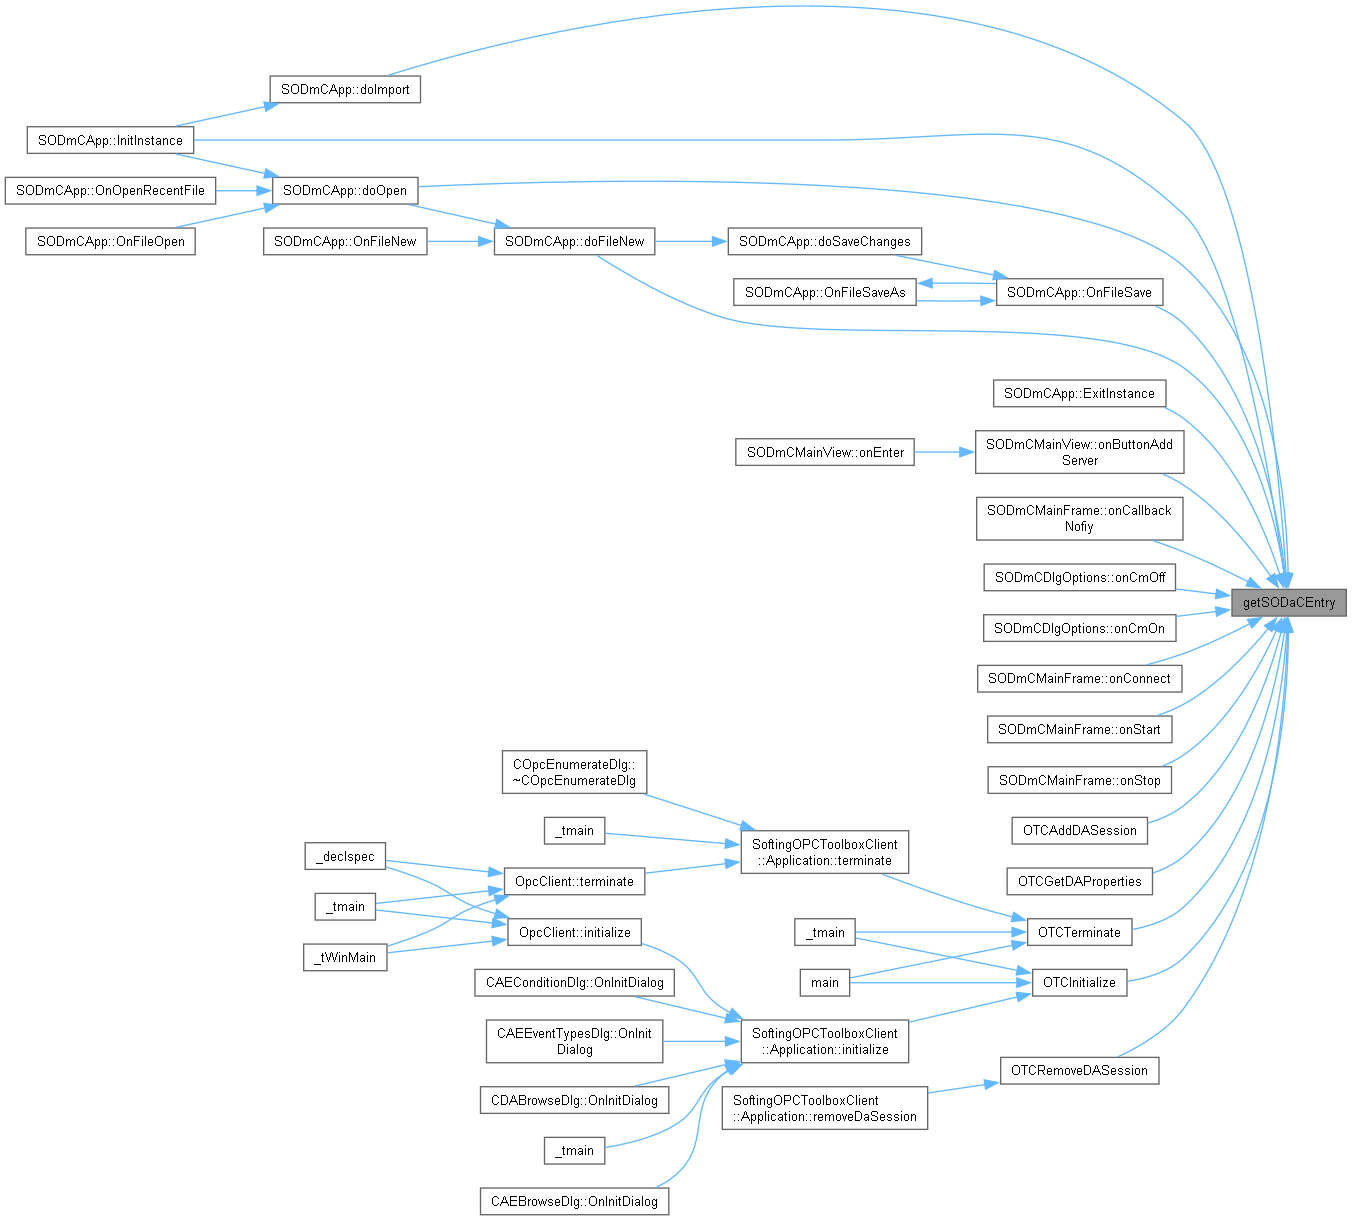 SODmCApp::doImport
SODmCApp::InitInstance
SODmCApp::OnOpenRecentFile
SODmCApp::doOpen
SODmCApp::OnFileOpen
SODmCApp::OnFileNew
SODmCApp::doFileNew
SODmCApp::doSaveChanges
SODmCApp::OnFileSaveAs
SODmCApp::OnFileSave
SODmCApp::ExitInstance
SODmCMainView::onEnter
SODmCMainView::onButtonAdd
Server
SODmCMainFrame::onCallback
Nofiy
SODmCDlgOptions::onCmOff
getSODaCEntry
SODmCDlgOptions::onCmOn
SODmCMainFrame::onConnect
SODmCMainFrame::onStart
SODmCMainFrame::onStop
COpcEnumerateDlg::
~COpcEnumerateDlg
_tmain
OTCAddDASession
SoftingOPCToolboxClient
::Application::terminate
_declspec
OpcClient::terminate
OTCGetDAProperties
_tmain
OpcClient::initialize
_tmain
OTCTerminate
_tWinMain
CAEConditionDlg::OnInitDialog
main
OTCInitialize
CAEEventTypesDlg::OnInit
Dialog
SoftingOPCToolboxClient
::Application::initialize
OTCRemoveDASession
CDABrowseDlg::OnInitDialog
SoftingOPCToolboxClient
::Application::removeDaSession
_tmain
CAEBrowseDlg::OnInitDialog